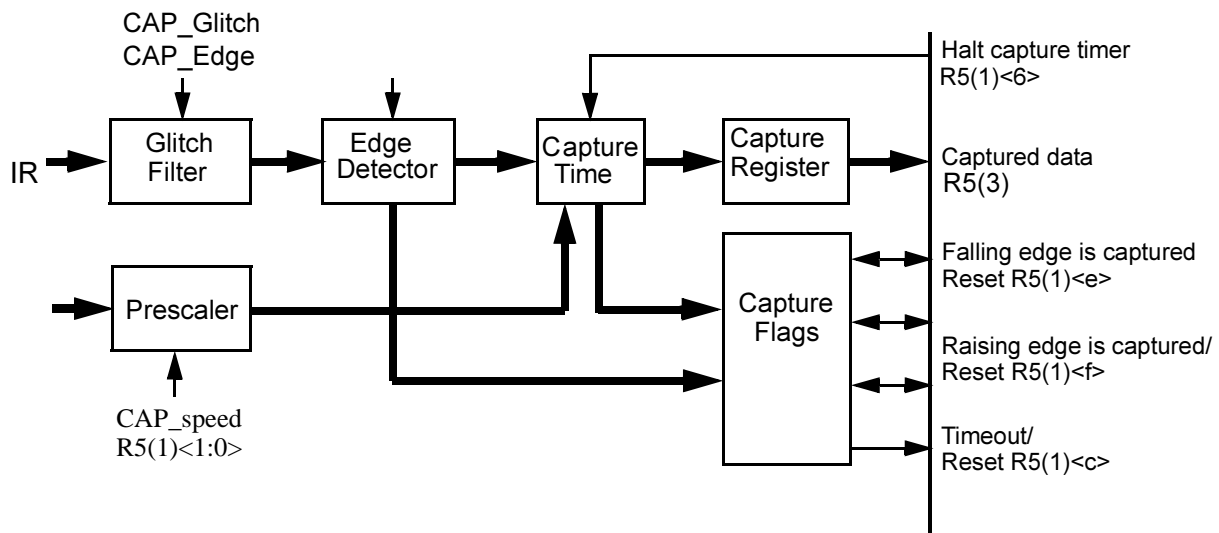 CAP_Glitch
CAP_Edge
Halt capture timer
R5(1)<6>
IR
Glitch
Filter
Edge
Detector
Capture
Time
Capture
Register
Captured data
R5(3)
Prescaler
CAP_speed
R5(1)<1:0>
Capture
Flags
Falling edge is captured
Reset R5(1)<e>
Raising edge is captured/
Reset R5(1)<f>
Timeout/
Reset R5(1)<c>